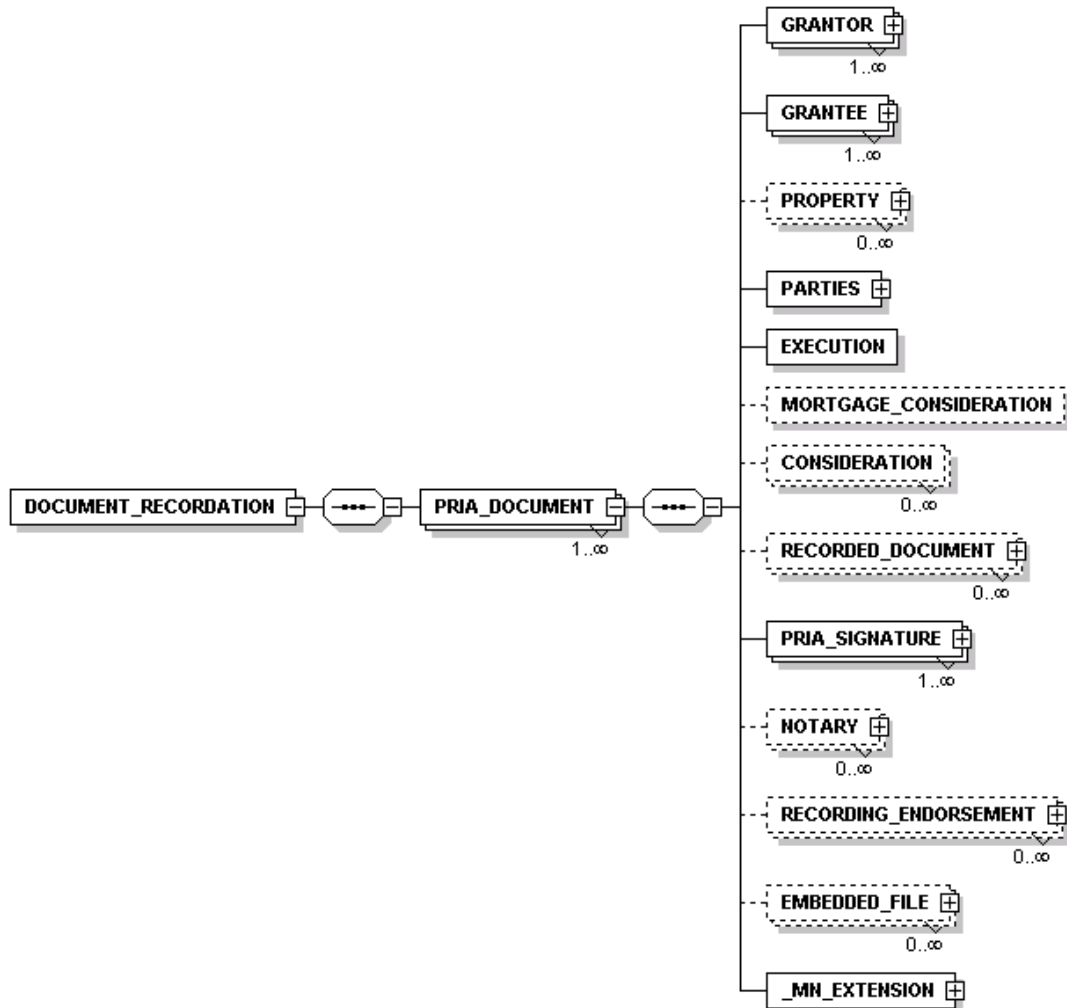 GRANTOR
1..∞
GRANTEE
1..∞
PROPERTY
0..∞
PARTIES
EXECUTION
MORTGAGE_CONSIDERATION
CONSIDERATION
0..∞
DOCUMENT_RECORDATION
PRIA_DOCUMENT
1..∞
RECORDED_DOCUMENT
0..∞
PRIA_SIGNATURE
1..∞
NOTARY
0..∞
RECORDING_ENDORSEMENT
0..∞
EMBEDDED_FILE
0..∞
_MN_EXTENSION